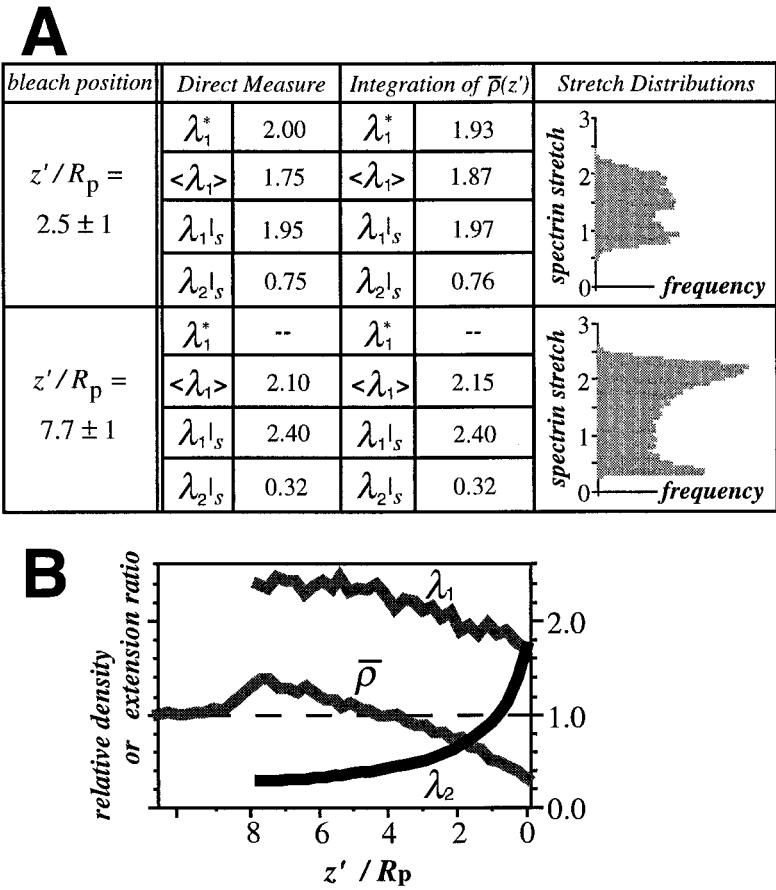 A
bleach position Direct Measure Integration of ρ̅(z') Stretch Distributions
z'/Rp = 2.5 ± 1
λ₁* 2.00 λ₁* 1.93
<λ₁> 1.75 <λ₁> 1.87
λ₁|s 1.95 λ₁|s 1.97
λ₂|s 0.75 λ₂|s 0.76
spectrin stretch
3
2
1
0
frequency
z'/Rp = 7.7 ± 1
λ₁* -- λ₁* --
<λ₁> 2.10 <λ₁> 2.15
λ₁|s 2.40 λ₁|s 2.40
λ₂|s 0.32 λ₂|s 0.32
spectrin stretch
3
2
1
0
frequency
B
relative density
or extension ratio
λ₁
ρ̅
λ₂
2.0
1.0
0.0
8 6 4 2 0
z' / Rp